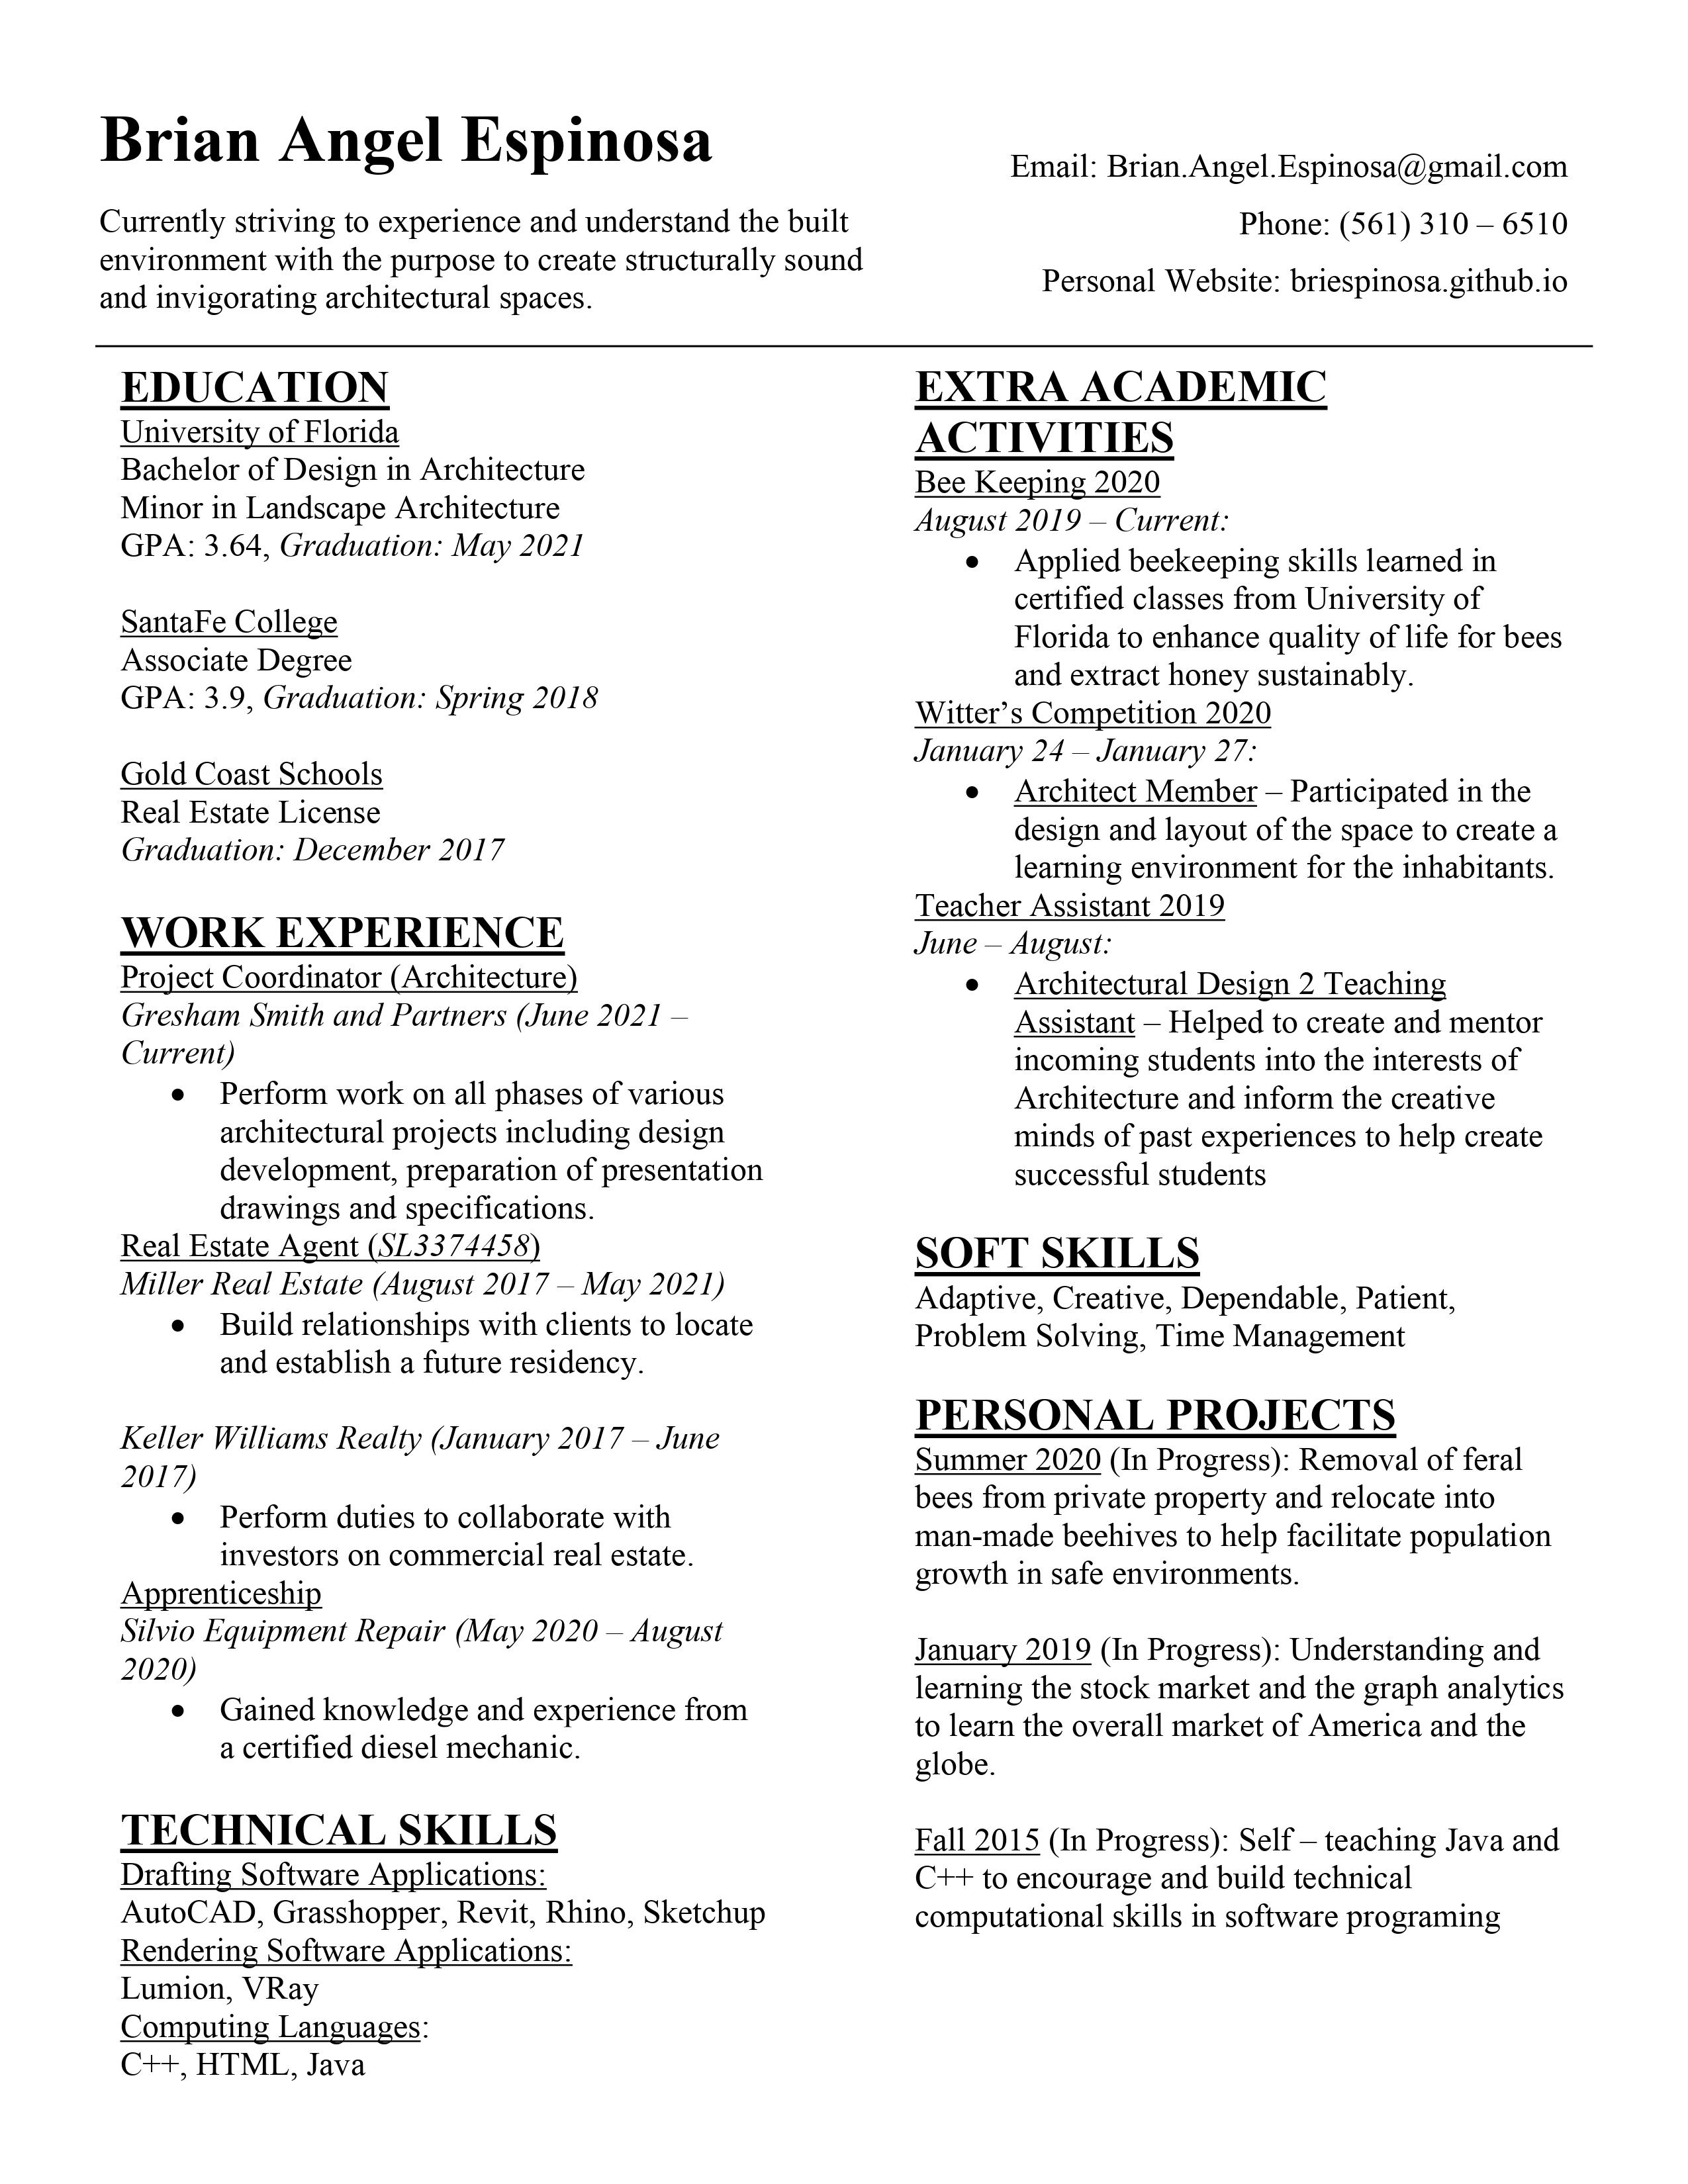 Brian Angel Espinosa
Currently striving to experience and understand the built
environment with the purpose to create structurally sound
and invigorating architectural spaces.
Email: Brian.Angel.Espinosa@gmail.com
Phone: (561) 310 – 6510
Personal Website: briespinosa.github.io
EDUCATION
University of Florida
Bachelor of Design in Architecture
Minor in Landscape Architecture
GPA: 3.64, Graduation: May 2021
SantaFe College
Associate Degree
GPA: 3.9, Graduation: Spring 2018
Gold Coast Schools
Real Estate License
Graduation: December 2017
WORK EXPERIENCE
Project Coordinator (Architecture)
Gresham Smith and Partners (June 2021 –
Current)
• Perform work on all phases of various
architectural projects including design
development, preparation of presentation
drawings and specifications.
Real Estate Agent (SL3374458)
Miller Real Estate (August 2017 – May 2021)
• Build relationships with clients to locate
and establish a future residency.
Keller Williams Realty (January 2017 – June
2017)
• Perform duties to collaborate with
investors on commercial real estate.
Apprenticeship
Silvio Equipment Repair (May 2020 – August
2020)
• Gained knowledge and experience from
a certified diesel mechanic.
TECHNICAL SKILLS
Drafting Software Applications:
AutoCAD, Grasshopper, Revit, Rhino, Sketchup
Rendering Software Applications:
Lumion, VRay
Computing Languages:
C++, HTML, Java
EXTRA ACADEMIC
ACTIVITIES
Bee Keeping 2020
August 2019 – Current:
• Applied beekeeping skills learned in
certified classes from University of
Florida to enhance quality of life for bees
and extract honey sustainably.
Witter’s Competition 2020
January 24 – January 27:
• Architect Member – Participated in the
design and layout of the space to create a
learning environment for the inhabitants.
Teacher Assistant 2019
June – August:
• Architectural Design 2 Teaching
Assistant – Helped to create and mentor
incoming students into the interests of
Architecture and inform the creative
minds of past experiences to help create
successful students
SOFT SKILLS
Adaptive, Creative, Dependable, Patient,
Problem Solving, Time Management
PERSONAL PROJECTS
Summer 2020 (In Progress): Removal of feral
bees from private property and relocate into
man-made beehives to help facilitate population
growth in safe environments.
January 2019 (In Progress): Understanding and
learning the stock market and the graph analytics
to learn the overall market of America and the
globe.
Fall 2015 (In Progress): Self – teaching Java and
C++ to encourage and build technical
computational skills in software programing